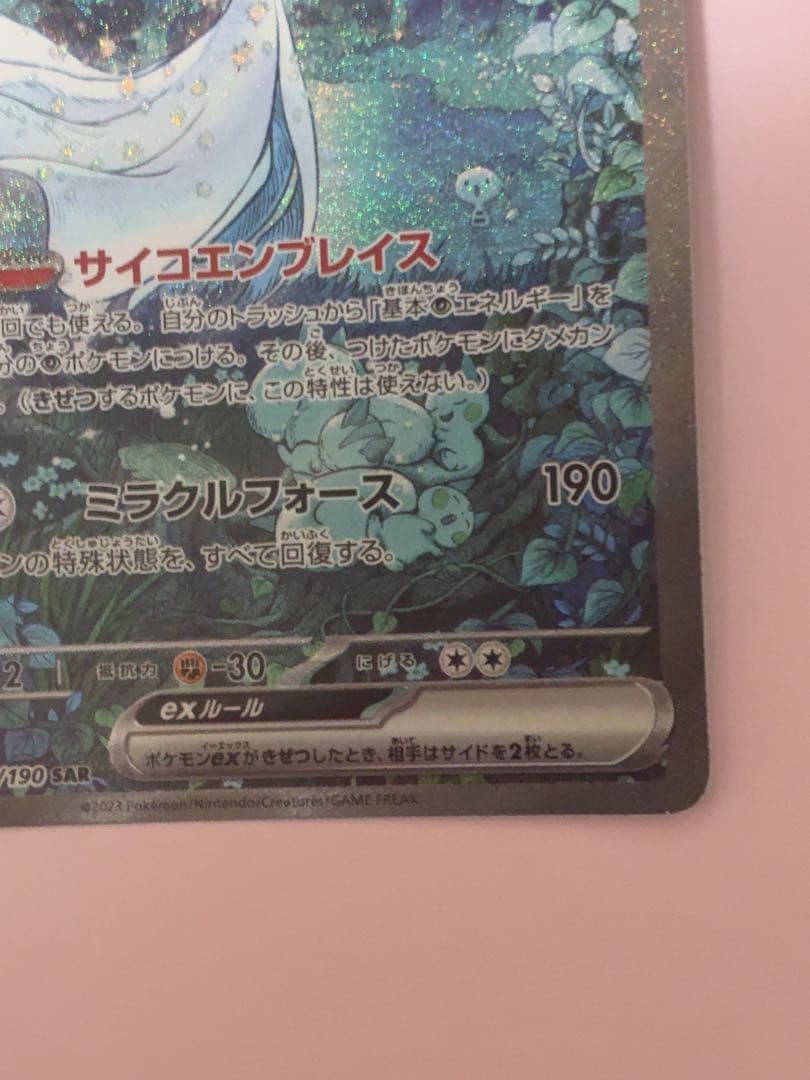 サイコエンブレイス
回でも使える。自分のトラッシュから「基本エネルギー」を
分のポケモンにつける。その後、つけたポケモンにダメカン
。(きぜつするポケモンに、この特性は使えない。)
ミラクルフォース 190
ンの特殊状態を、すべて回復する。
2 抵抗力 -30 にげる
exルール
ポケモンexがきぜつしたとき、相手はサイドを2枚とる。
/190 SAR
©2023 Pokémon/Nintendo/Creatures/GAME FREAK